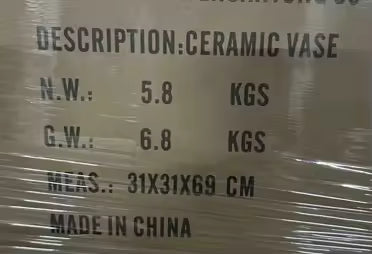 DESCRIPTION:CERAMIC VASE
N.W.: 5.8 KGS
G.W.: 6.8 KGS
MEAS.: 31X31X69 CM
MADE IN CHINA